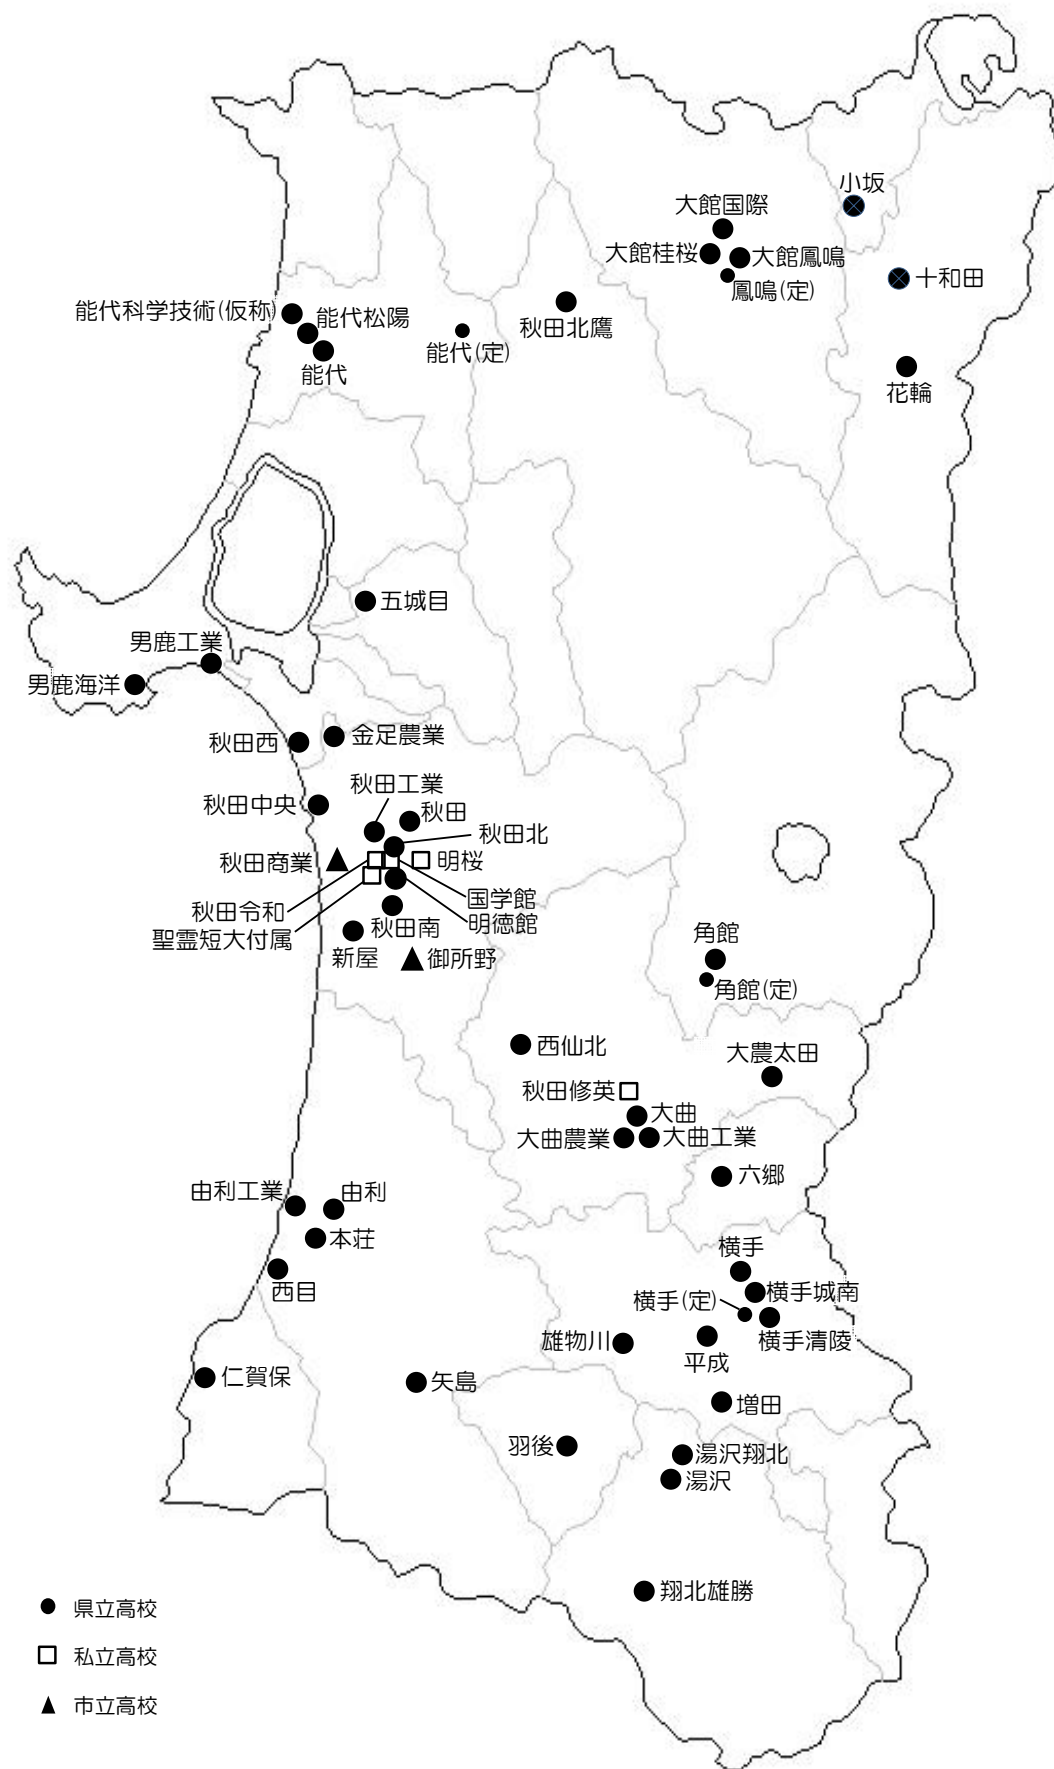 小坂
大館国際
大館桂桜
大館鳳鳴
鳳鳴(定)
十和田
能代科学技術(仮称)
能代松陽
能代
能代(定)
秋田北鷹
花輪
五城目
男鹿工業
男鹿海洋
秋田西
金足農業
秋田工業
秋田中央
秋田
秋田北
秋田商業
明桜
国学館
秋田令和
明徳館
聖霊短大付属
秋田南
新屋
御所野
角館
角館(定)
西仙北
大農太田
秋田修英
大曲
大曲農業
大曲工業
六郷
由利工業
由利
本荘
西目
横手
横手(定)
横手城南
横手清陵
雄物川
平成
仁賀保
矢島
増田
羽後
湯沢翔北
湯沢
翔北雄勝
県立高校
私立高校
市立高校